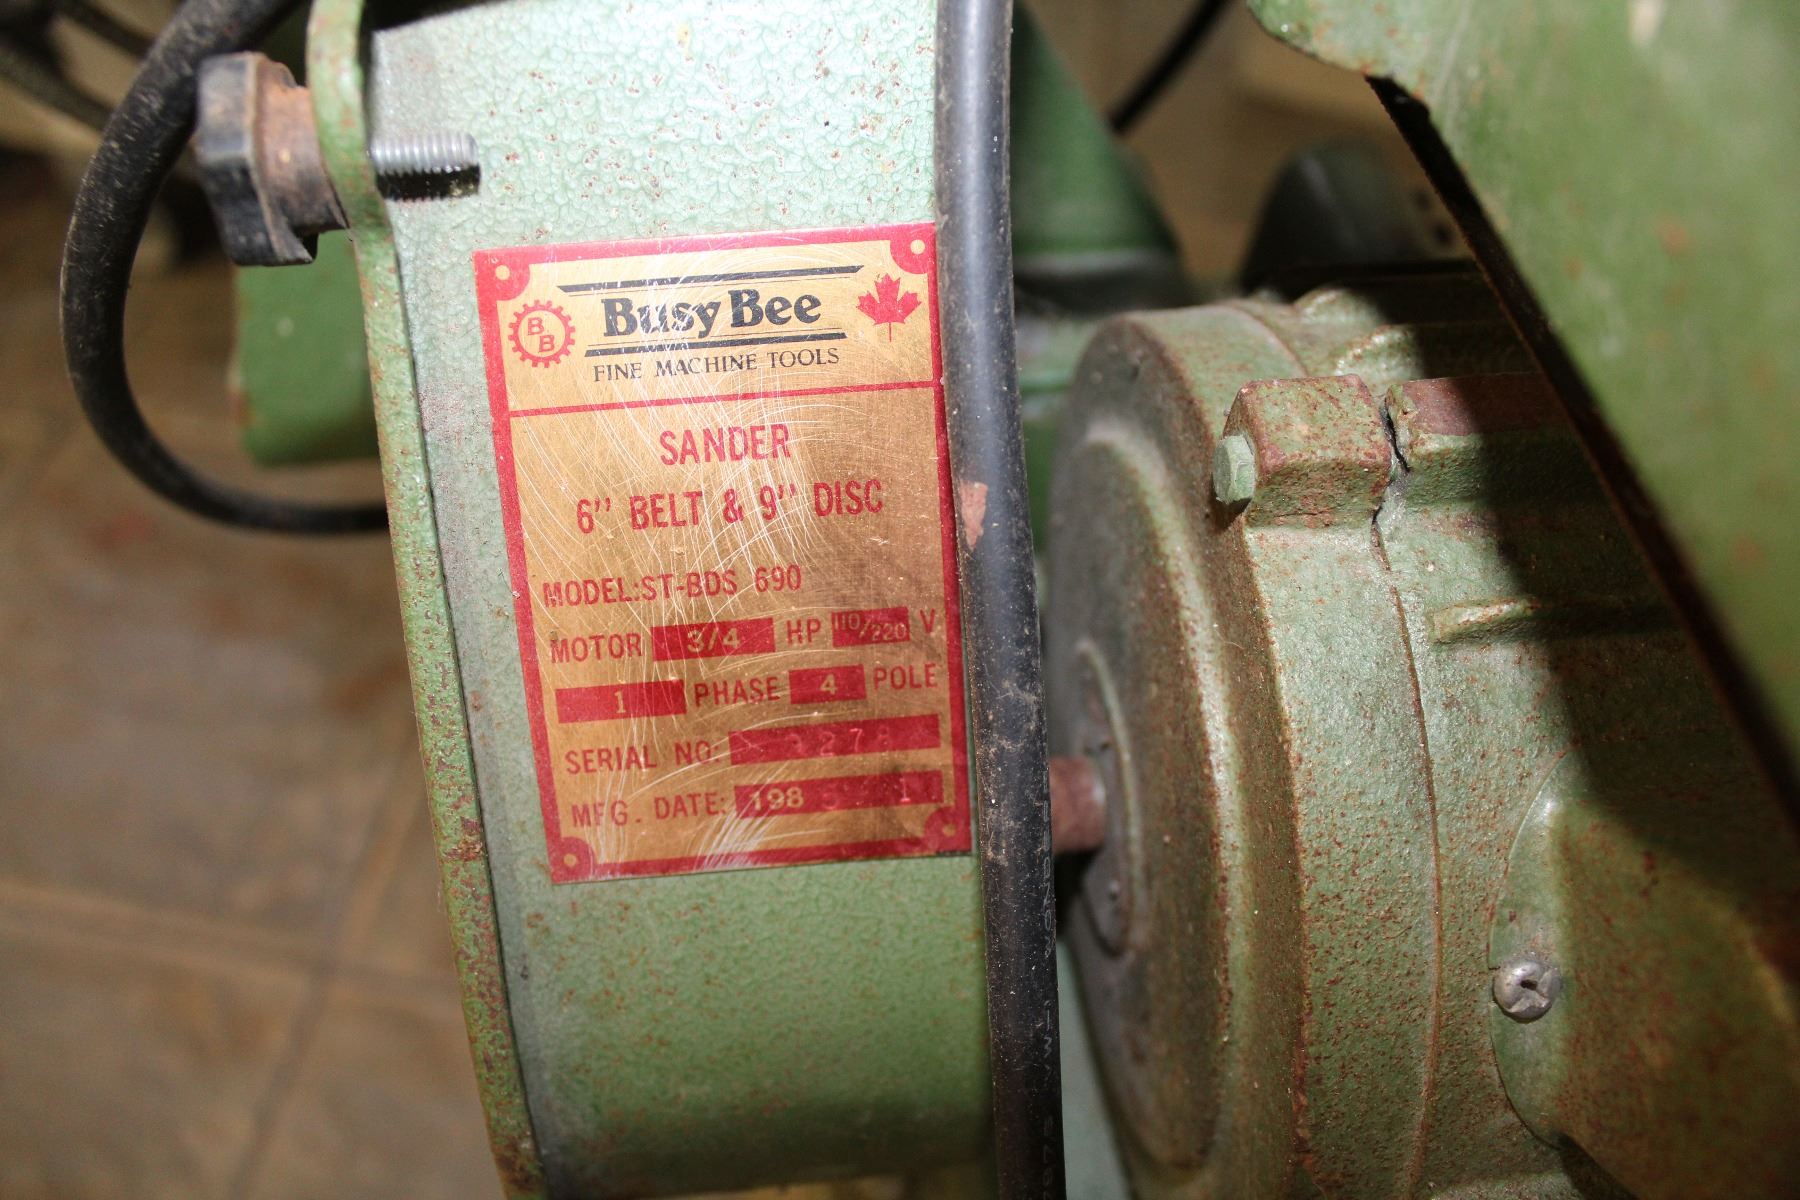 BB
Busy Bee
FINE MACHINE TOOLS
SANDER
6" BELT & 9" DISC
MODEL:ST-BDS 690
MOTOR 3/4 HP 110/220 V
1 PHASE 4 POLE
SERIAL NO:
MFG. DATE: 198